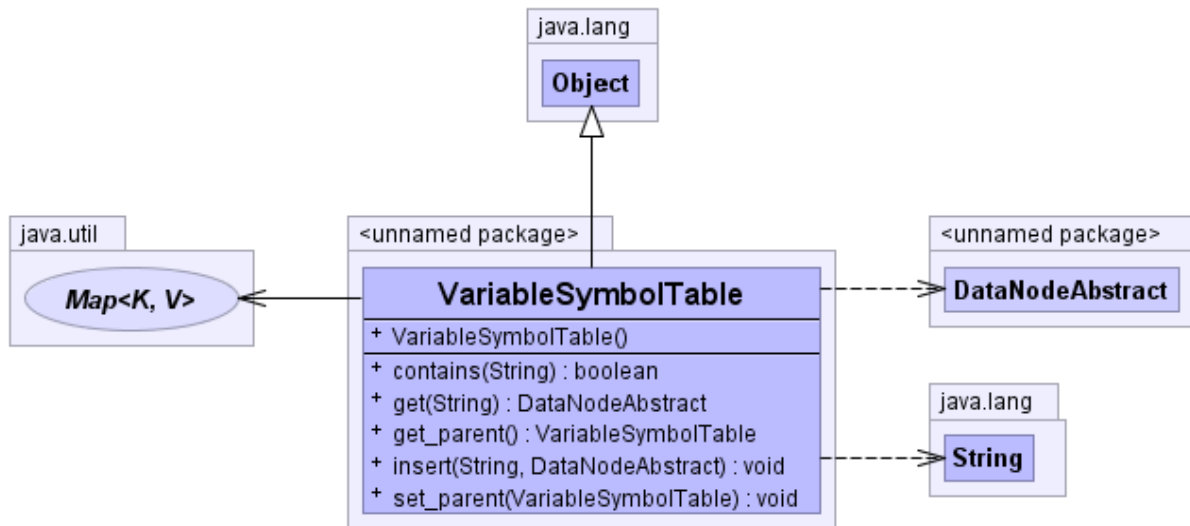 java.lang
Object
java.util
Map<K, V>
<unnamed package>
VariableSymbolTable
+ VariableSymbolTable()
+ contains(String) : boolean
+ get(String) : DataNodeAbstract
+ get_parent() : VariableSymbolTable
+ insert(String, DataNodeAbstract) : void
+ set_parent(VariableSymbolTable) : void
<unnamed package>
DataNodeAbstract
java.lang
String